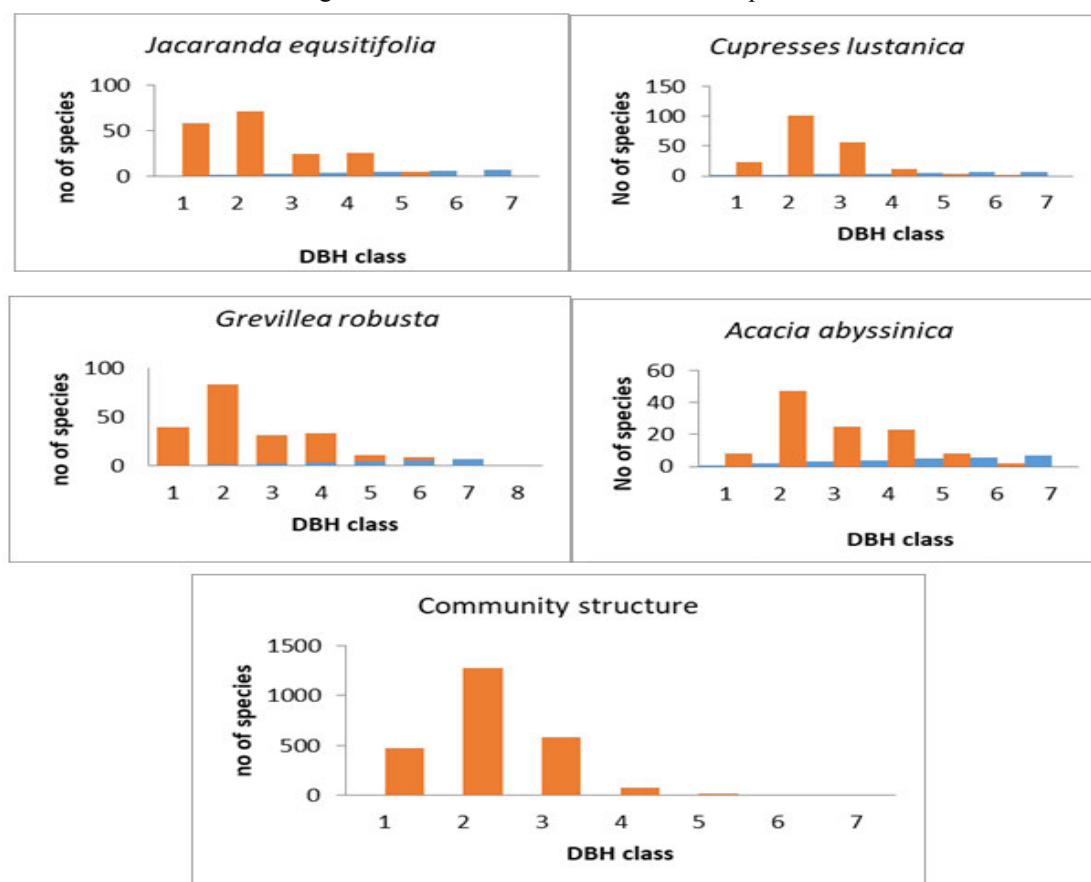 Jacaranda equsitifolia
100
50
0
no of species
1 2 3 4 5 6 7
DBH class
Cupresses lustanica
150
100
50
0
No of species
1 2 3 4 5 6 7
DBH class
Grevillea robusta
100
50
0
no of species
1 2 3 4 5 6 7 8
DBH class
Acacia abyssinica
60
40
20
0
No of species
1 2 3 4 5 6 7
DBH class
Community structure
1500
1000
500
0
no of species
1 2 3 4 5 6 7
DBH class